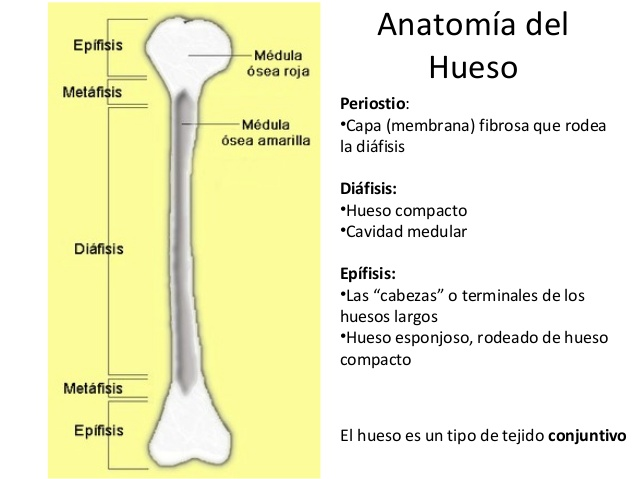 Anatomía del
Hueso
Epífisis
Médula
ósea roja
Metáfisis
Médula
ósea amarilla
Diáfisis
Metáfisis
Epífisis
Periostio:
•Capa (membrana) fibrosa que rodea
la diáfisis
Diáfisis:
•Hueso compacto
•Cavidad medular
Epífisis:
•Las “cabezas” o terminales de los
huesos largos
•Hueso esponjoso, rodeado de hueso
compacto
El hueso es un tipo de tejido conjuntivo